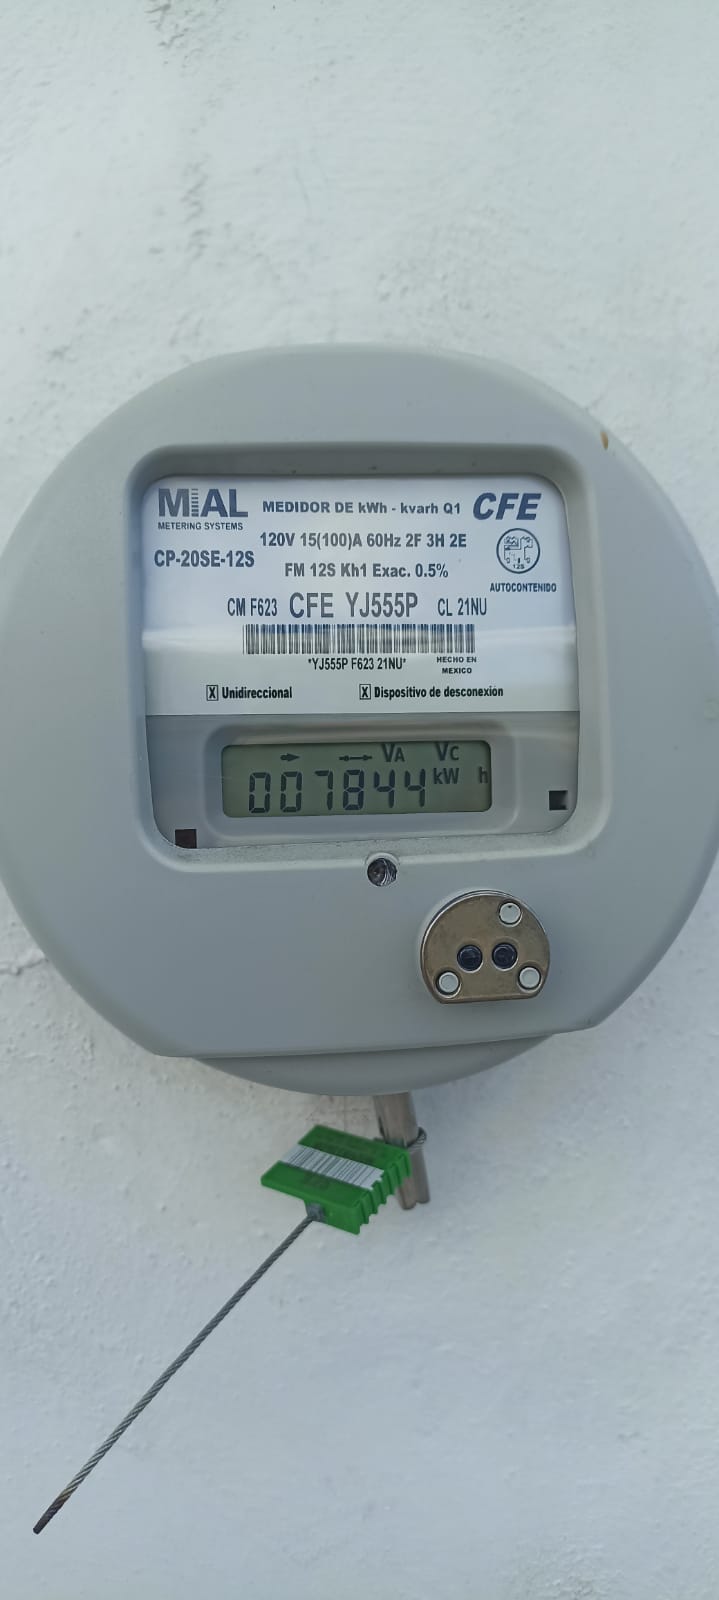 MIAL
METERING SYSTEMS
MEDIDOR DE kWh - kvarh Q1
CFE
120V 15(100)A 60Hz 2F 3H 2E
CP-20SE-12S
FM 12S Kh1 Exac. 0.5%
12S
AUTOCONTENIDO
CM F623 CFE YJ555P CL 21NU
*YJ555P F623 21NU*
HECHO EN
MEXICO
X Unidireccional
X Dispositivo de desconexión
VA VC
007844 kW h